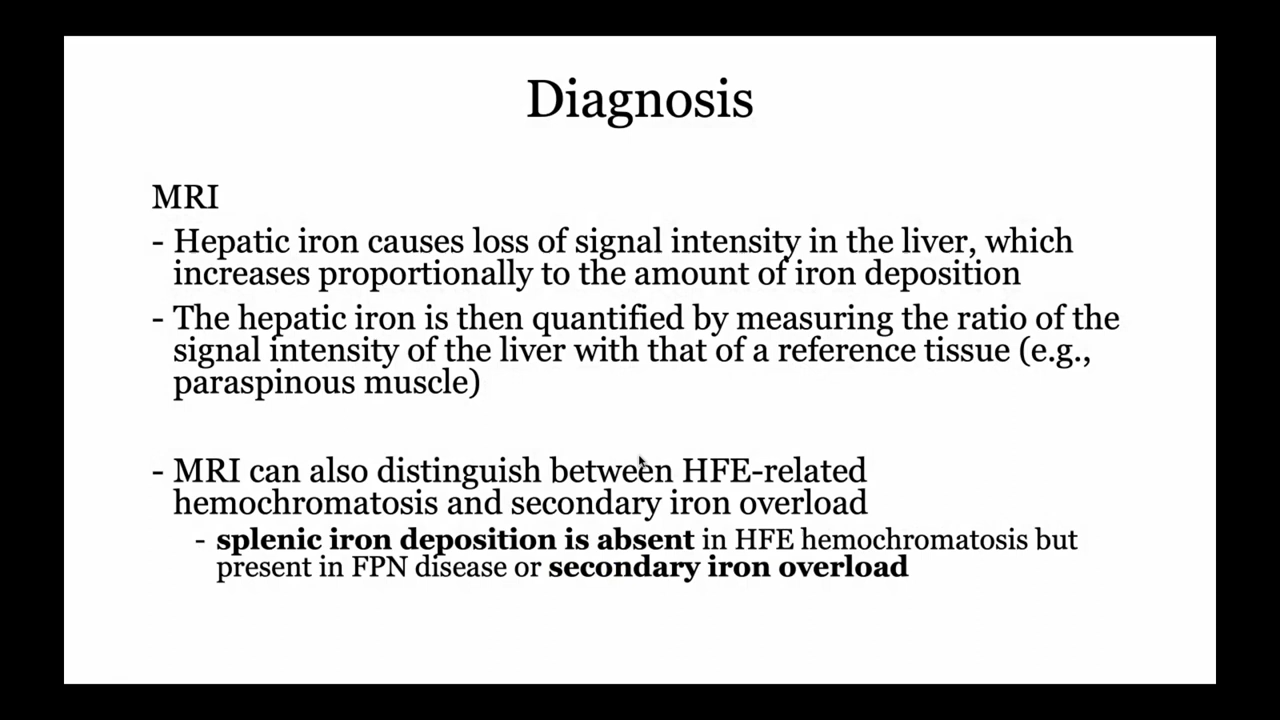 Diagnosis
MRI
- Hepatic iron causes loss of signal intensity in the liver, which
increases proportionally to the amount of iron deposition
- The hepatic iron is then quantified by measuring the ratio of the
signal intensity of the liver with that of a reference tissue (e.g.,
paraspinous muscle)
- MRI can also distinguish between HFE-related
hemochromatosis and secondary iron overload
- splenic iron deposition is absent in HFE hemochromatosis but
present in FPN disease or secondary iron overload